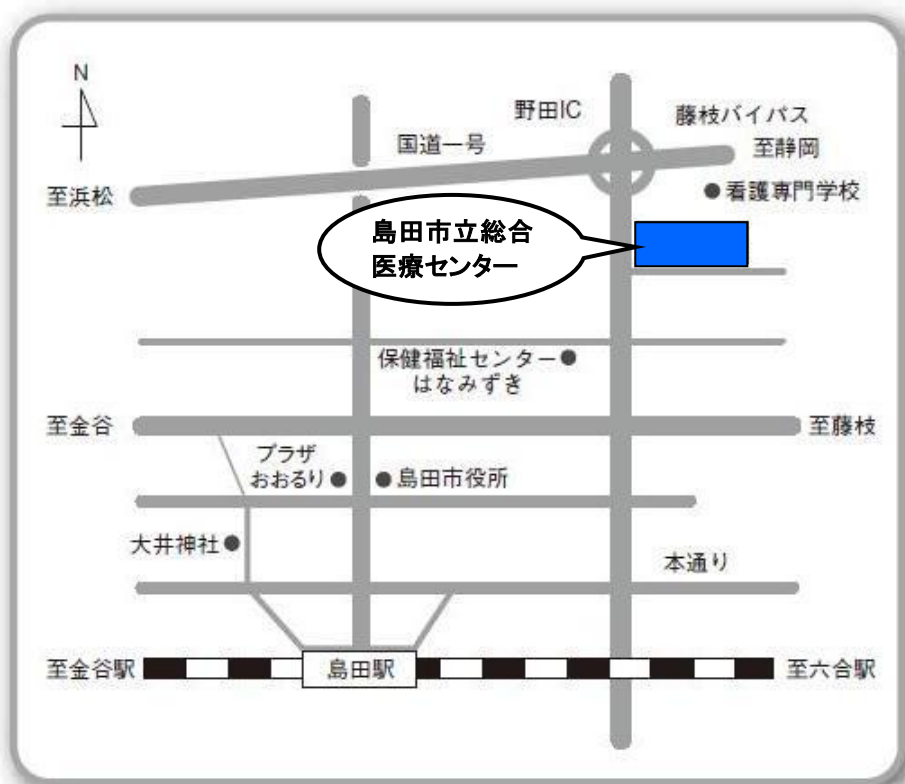 N
野田IC
藤枝バイパス
国道一号
至静岡
至浜松
看護専門学校
島田市立総合
医療センター
保健福祉センター
はなみずき
至金谷
至藤枝
プラザ
おおるり
島田市役所
大井神社
本通り
至金谷駅
島田駅
至六合駅